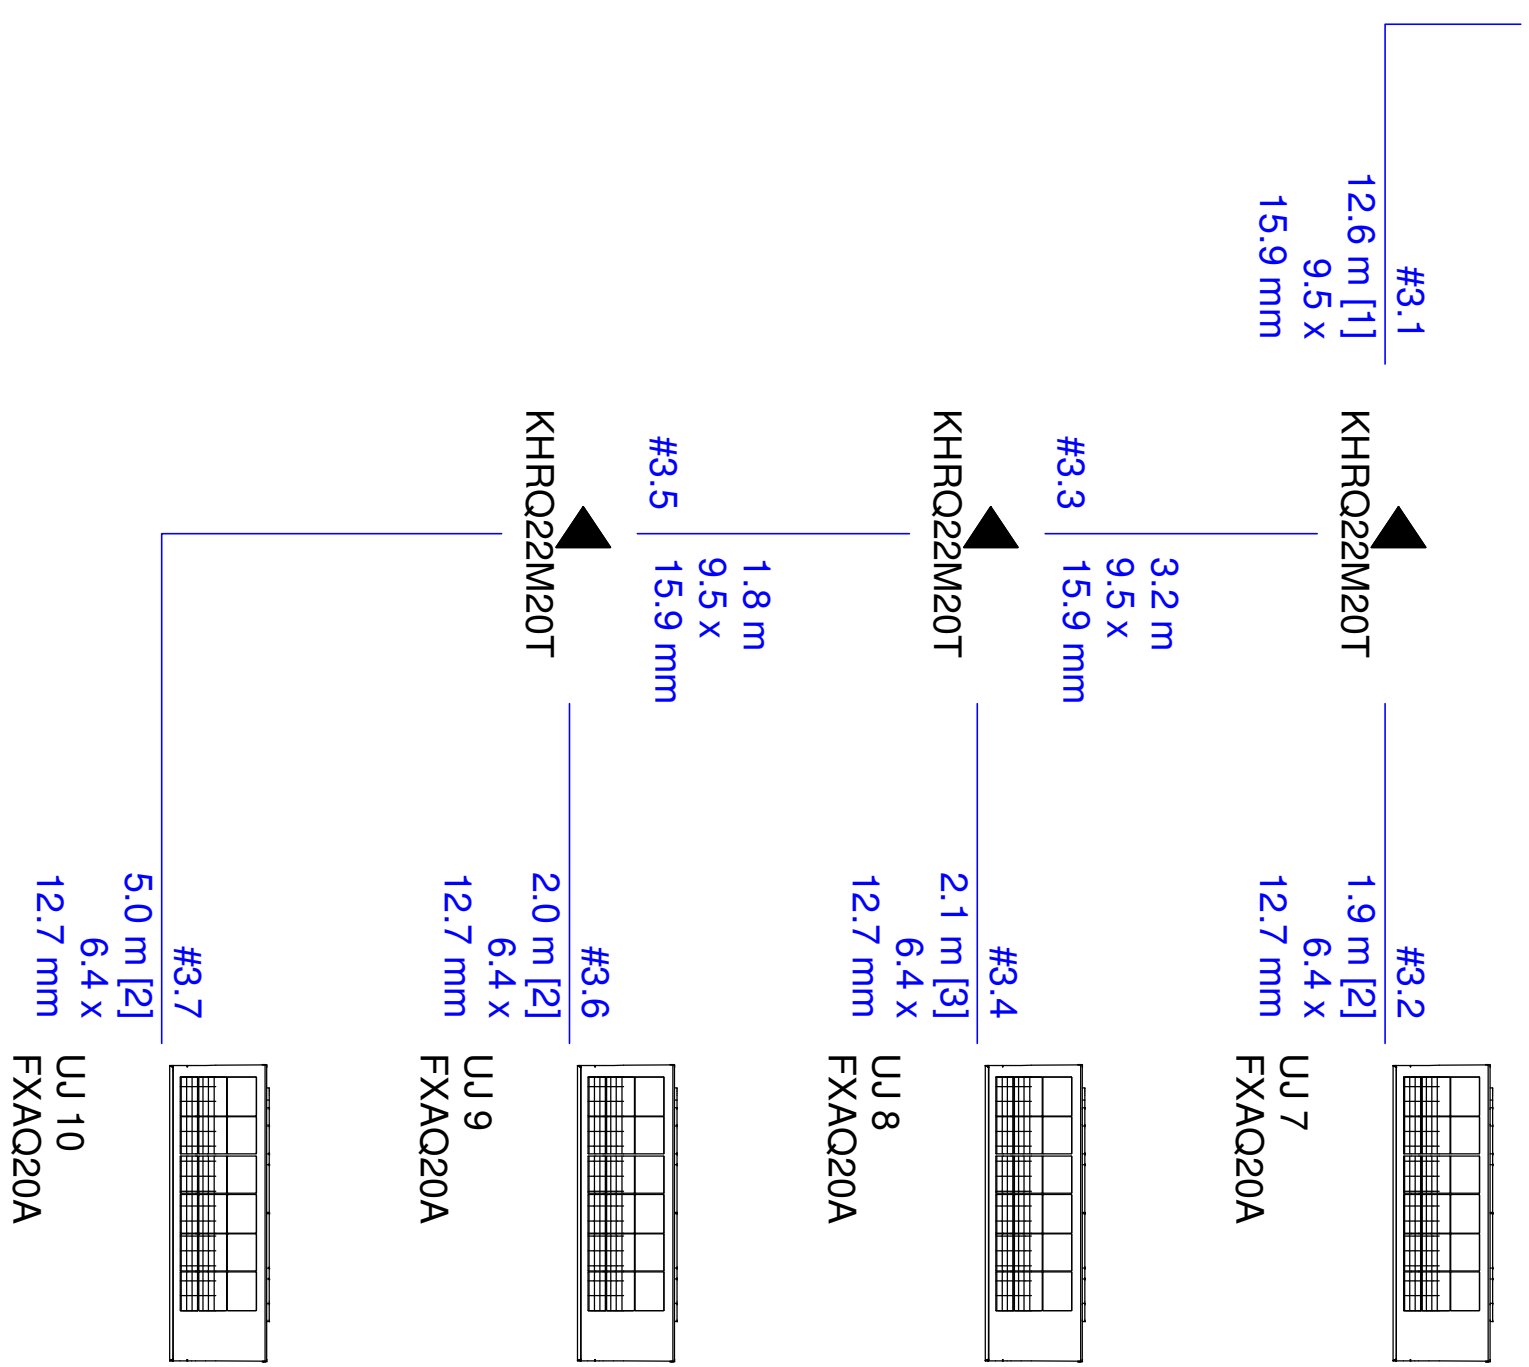 #3.1
12.6 m [1]
9.5 x
15.9 mm
KHRQ22M20T
#3.2
1.9 m [2]
6.4 x
12.7 mm
UJ 7
FXAQ20A
#3.3
3.2 m
9.5 x
15.9 mm
KHRQ22M20T
#3.4
2.1 m [3]
6.4 x
12.7 mm
UJ 8
FXAQ20A
#3.5
1.8 m
9.5 x
15.9 mm
KHRQ22M20T
#3.6
2.0 m [2]
6.4 x
12.7 mm
UJ 9
FXAQ20A
#3.7
5.0 m [2]
6.4 x
12.7 mm
UJ 10
FXAQ20A